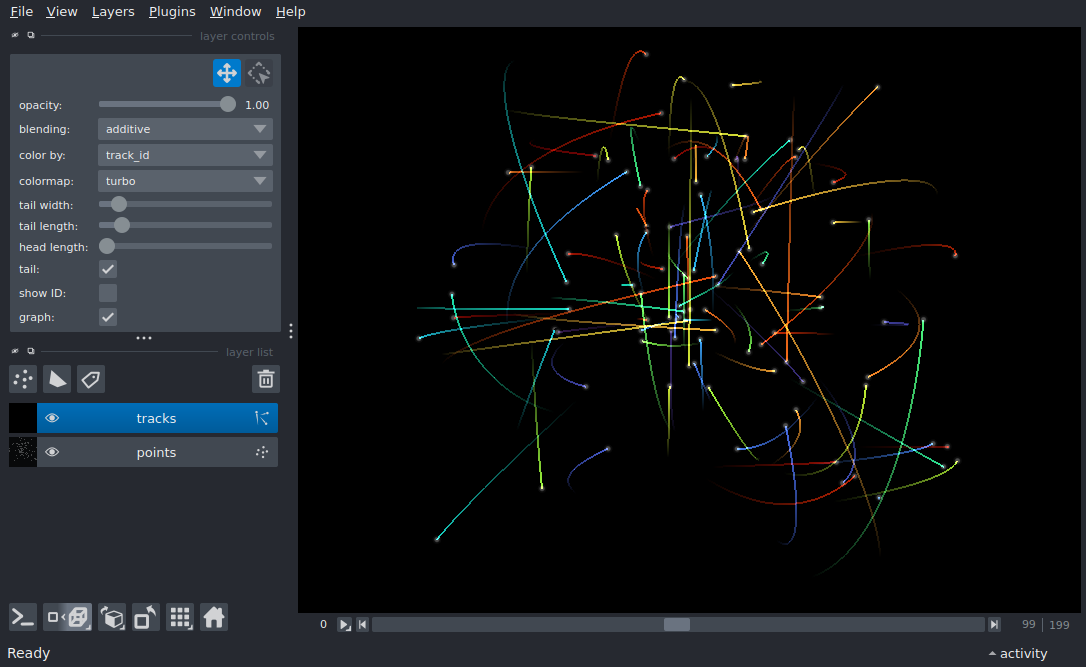 File View Layers Plugins Window Help
layer controls
opacity: 1.00
blending: additive
color by: track_id
colormap: turbo
tail width:
tail length:
head length:
tail:
show ID:
graph:
layer list
tracks
points
0 99 199
Ready activity